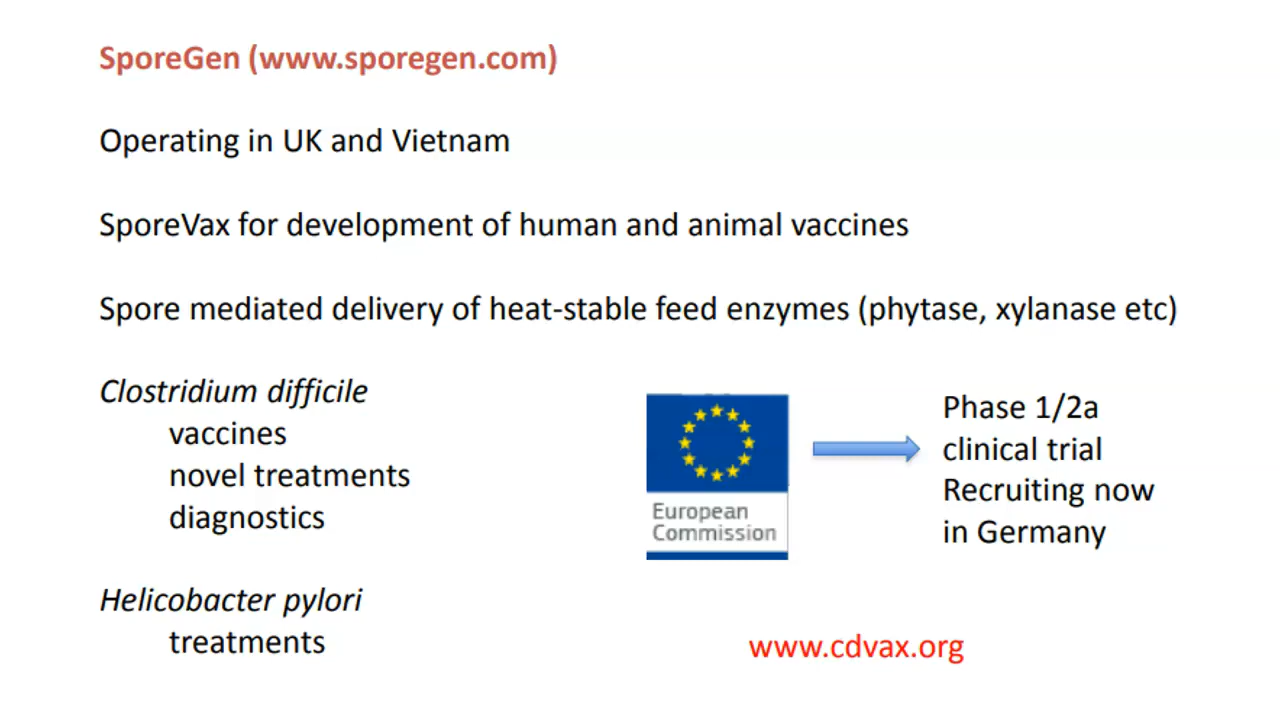 SporeGen (www.sporegen.com)
Operating in UK and Vietnam
SporeVax for development of human and animal vaccines
Spore mediated delivery of heat-stable feed enzymes (phytase, xylanase etc)
Clostridium difficile
vaccines
novel treatments
diagnostics
European
Commission
Phase 1/2a
clinical trial
Recruiting now
in Germany
Helicobacter pylori
treatments
www.cdvax.org